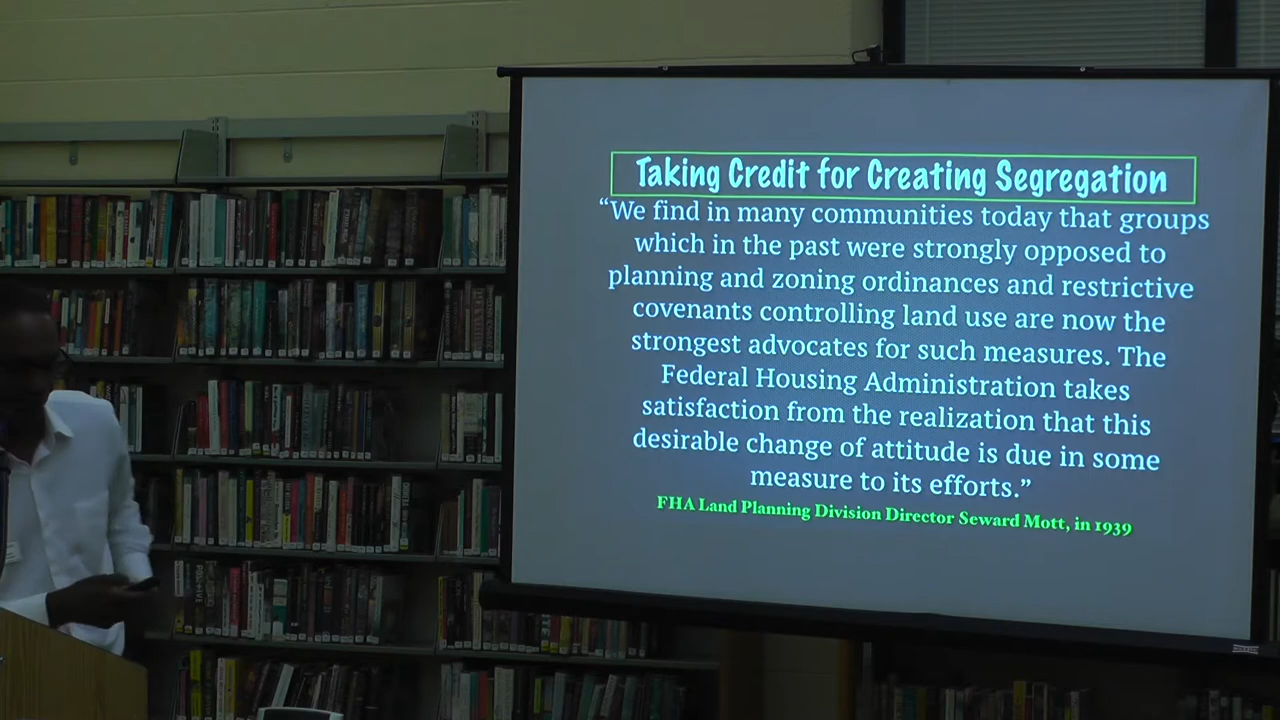 Taking Credit for Creating Segregation
“We find in many communities today that groups
which in the past were strongly opposed to
planning and zoning ordinances and restrictive
covenants controlling land use are now the
strongest advocates for such measures. The
Federal Housing Administration takes
satisfaction from the realization that this
desirable change of attitude is due in some
measure to its efforts.”
FHA Land Planning Division Director Seward Mott, in 1939